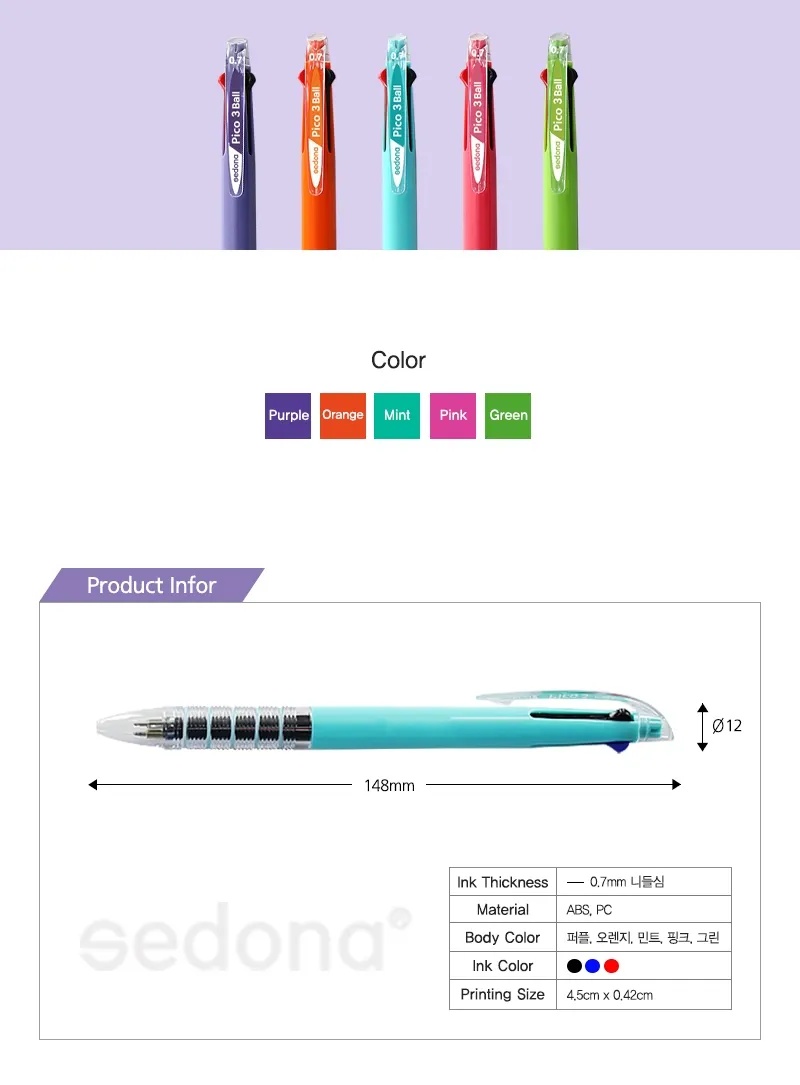 0.7
Pico 3 Ball
sedona
0.7
Pico 3 Ball
sedona
0.7
Pico 3 Ball
sedona
0.7
Pico 3 Ball
sedona
0.7
Pico 3 Ball
sedona
Color
Purple
Orange
Mint
Pink
Green
Product Infor
Ø12
148mm
sedona
Ink Thickness — 0.7mm 니들심
Material ABS, PC
Body Color 퍼플, 오렌지, 민트, 핑크, 그린
Ink Color
Printing Size 4.5cm x 0.42cm